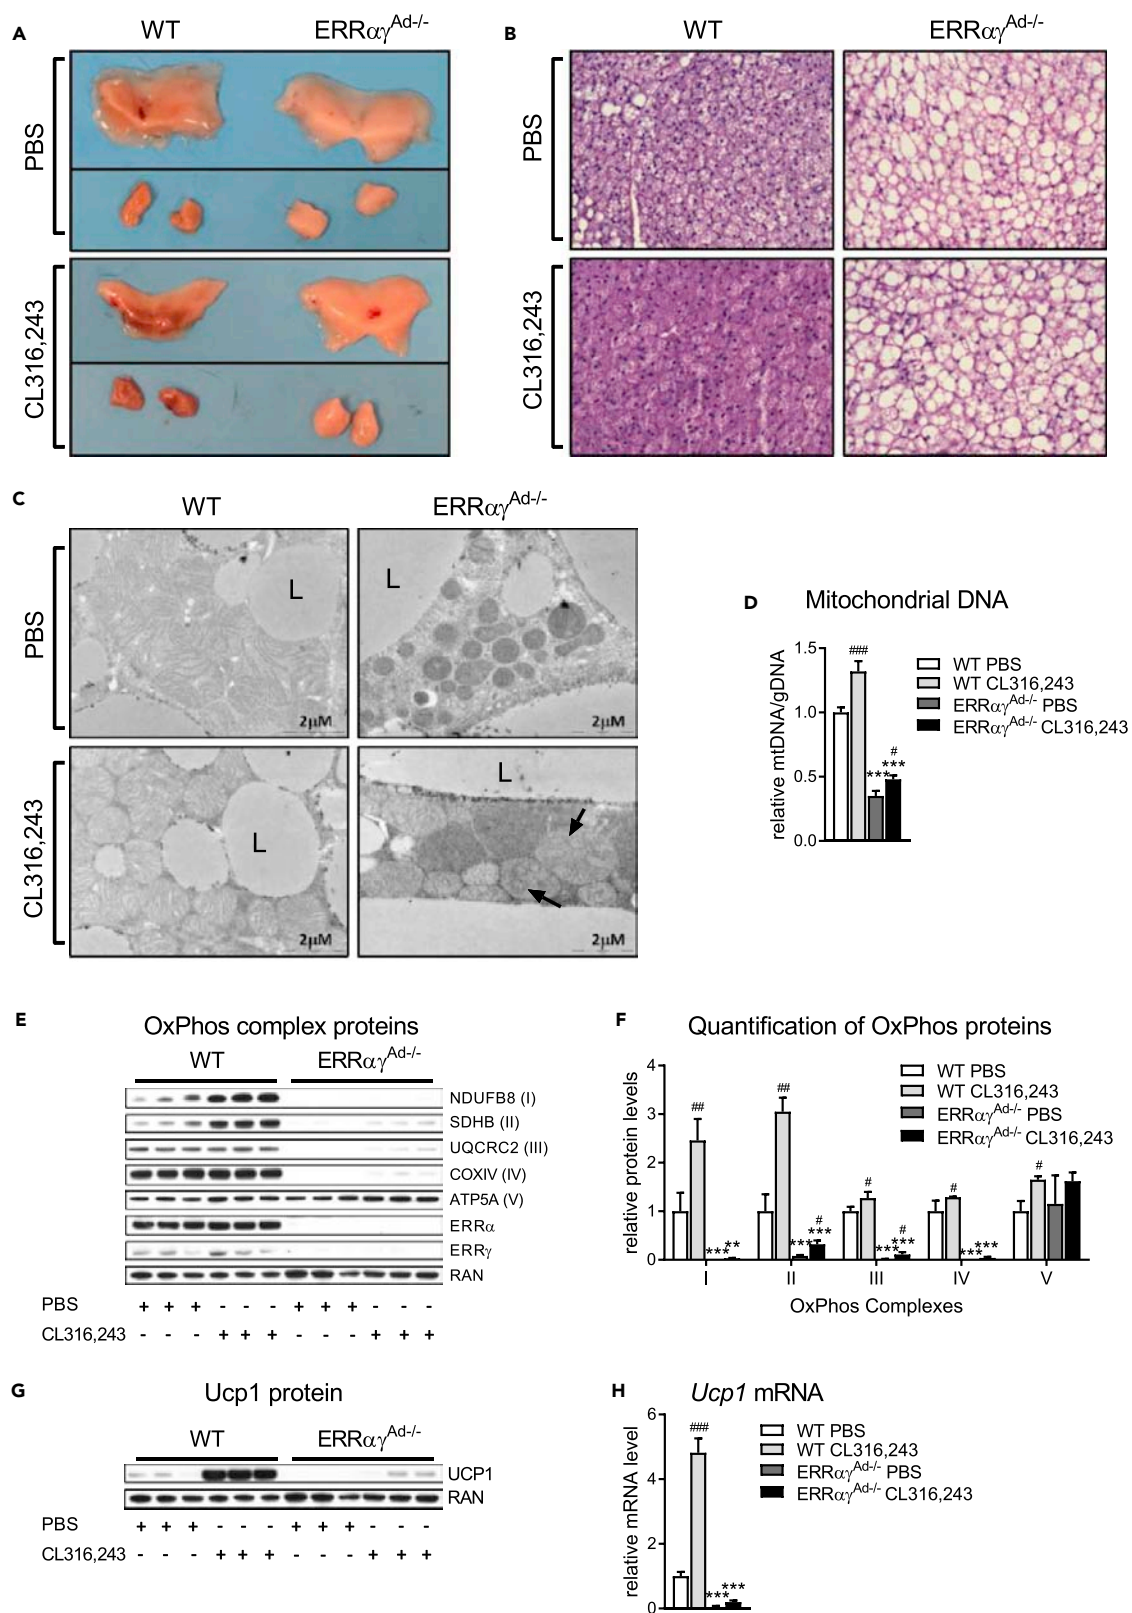 A
WT
ERRαγAd-/-
PBS
CL316,243
B
WT
ERRαγAd-/-
PBS
CL316,243
C
WT
ERRαγAd-/-
PBS
L
2μM
L
2μM
CL316,243
L
2μM
L
2μM
D
Mitochondrial DNA
relative mtDNA/gDNA
1.5
1.0
0.5
0.0
###
***
#
***
WT PBS
WT CL316,243
ERRαγAd-/- PBS
ERRαγAd-/- CL316,243
E
OxPhos complex proteins
WT
ERRαγAd-/-
NDUFB8 (I)
SDHB (II)
UQCRC2 (III)
COXIV (IV)
ATP5A (V)
ERRα
ERRγ
RAN
PBS + + + - - - + + + - - -
CL316,243 - - - + + + - - - + + +
F
Quantification of OxPhos proteins
relative protein levels
4
3
2
1
0
## *** **
## *** # ***
# *** # ***
# *** ***
#
I II III IV V
OxPhos Complexes
WT PBS
WT CL316,243
ERRαγAd-/- PBS
ERRαγAd-/- CL316,243
G
Ucp1 protein
WT
ERRαγAd-/-
UCP1
RAN
PBS + + + - - - + + + - - -
CL316,243 - - - + + + - - - + + +
H
Ucp1 mRNA
relative mRNA level
6
4
2
0
###
***
***
WT PBS
WT CL316,243
ERRαγAd-/- PBS
ERRαγAd-/- CL316,243